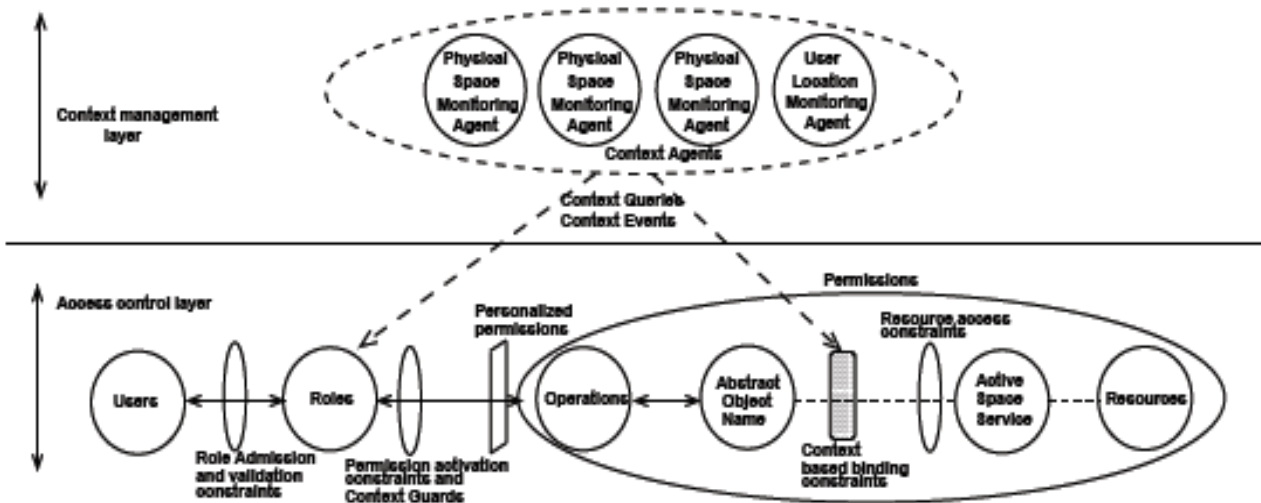 Physical
Space
Monitoring
Agent
Physical
Space
Monitoring
Agent
Physical
Space
Monitoring
Agent
User
Location
Monitoring
Agent
Context management
layer
Context Agents
Context Queries
Context Events
Access control layer
Permissions
Personalized
permissions
Resource access
constraints
Users
Roles
Operations
Abstract
Object
Name
Active
Space
Service
Resources
Role Admission
and validation
constraints
Permission activation
constraints and
Context Guards
Context
based binding
constraints